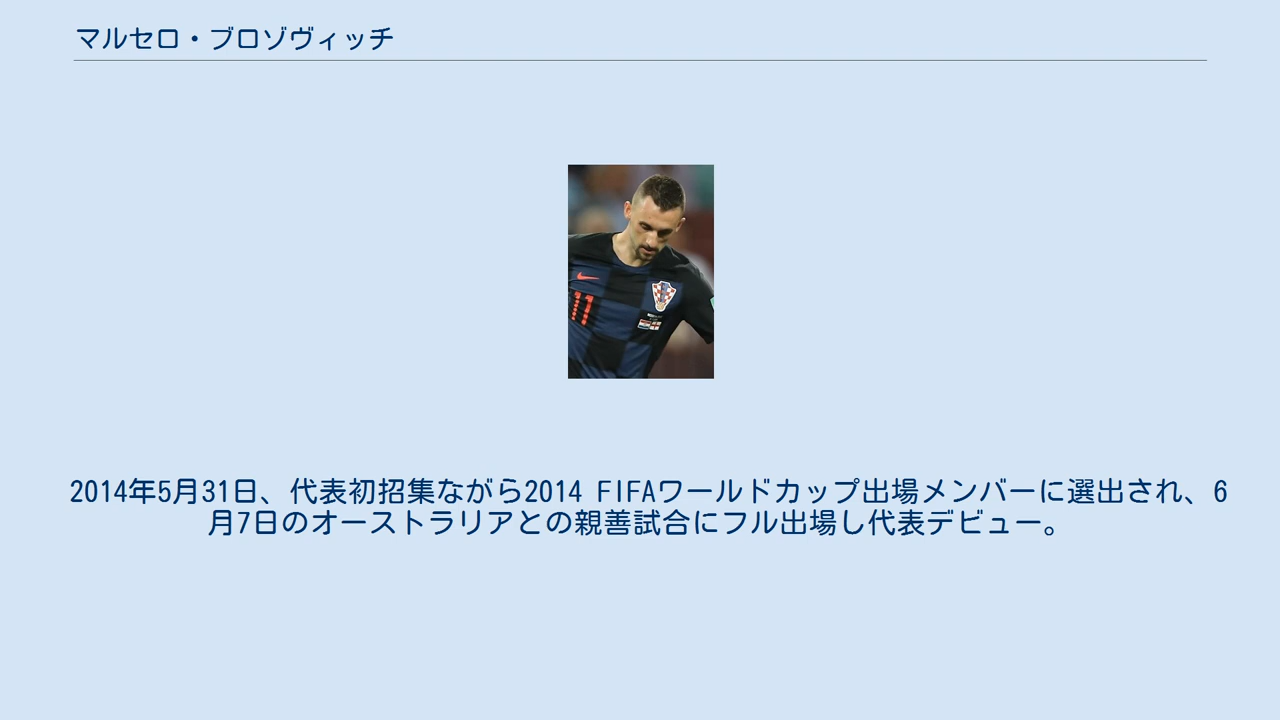 マルセロ・ブロゾヴィッチ
11
2014年5月31日、代表初招集ながら2014 FIFAワールドカップ出場メンバーに選出され、6
月7日のオーストラリアとの親善試合にフル出場し代表デビュー。